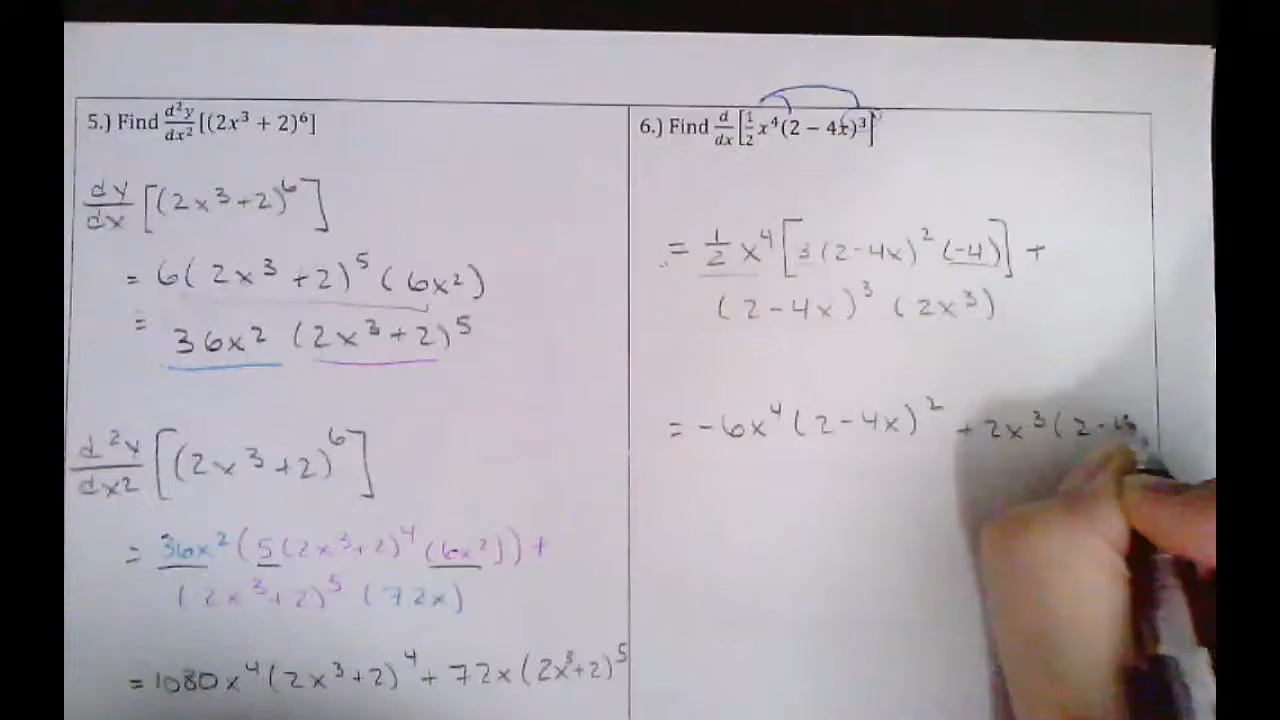 5.) Find d²y/dx² [(2x³ + 2)⁶]
dy/dx [(2x³+2)⁶]
= 6(2x³+2)⁵(6x²)
= 36x² (2x³+2)⁵
d²y/dx² [(2x³+2)⁶]
= 36x²(5(2x³+2)⁴(6x²)) +
(2x³+2)⁵ (72x)
= 1080x⁴(2x³+2)⁴ + 72x(2x³+2)⁵
6.) Find d/dx [1/2 x⁴(2 − 4x)³]
= 1/2 x⁴ [3(2-4x)²(-4)] +
(2-4x)³ (2x³)
= -6x⁴(2-4x)² + 2x³(2-